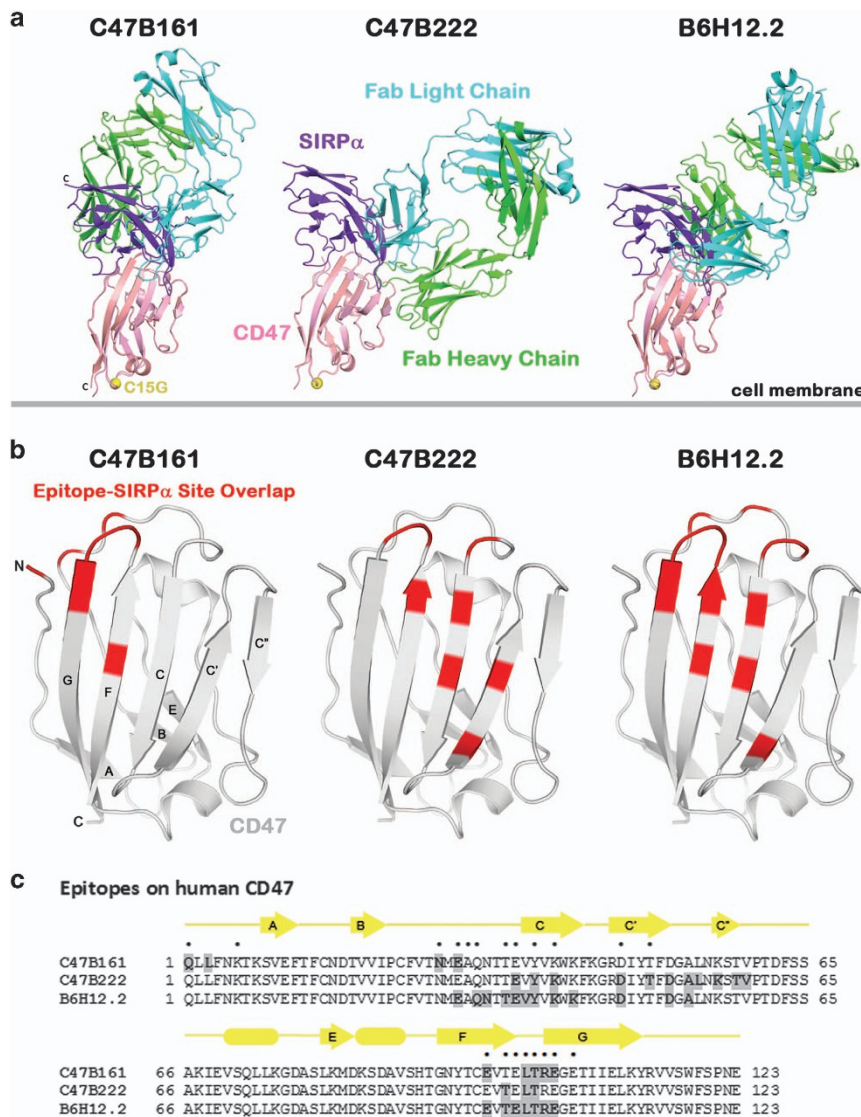 a
C47B161 C47B222 B6H12.2
Fab Light Chain
SIRPα
C
CD47
Fab Heavy Chain
C C15G
cell membrane
b
C47B161 C47B222 B6H12.2
Epitope-SIRPα Site Overlap
N
C"
G F C C'
E
B
A
C
CD47
c
Epitopes on human CD47
A B C C' C"
C47B161 1 QLLFNKTKSVEFTFCNDTVVIPCFVTNMEAQNTTEVYVKWKFKGRDIYTFDGALNKSTVPTDFSS 65
C47B222 1 QLLFNKTKSVEFTFCNDTVVIPCFVTNMEAQNTTEVYVKWKFKGRDIYTFDGALNKSTVPTDFSS 65
B6H12.2 1 QLLFNKTKSVEFTFCNDTVVIPCFVTNMEAQNTTEVYVKWKFKGRDIYTFDGALNKSTVPTDFSS 65
E F G
C47B161 66 AKIEVSQLLKGDASLKMDKSDAVSHTGNYTCEVTELTREGETIIELKYRVVSWFSPNE 123
C47B222 66 AKIEVSQLLKGDASLKMDKSDAVSHTGNYTCEVTELTREGETIIELKYRVVSWFSPNE 123
B6H12.2 66 AKIEVSQLLKGDASLKMDKSDAVSHTGNYTCEVTELTREGETIIELKYRVVSWFSPNE 123